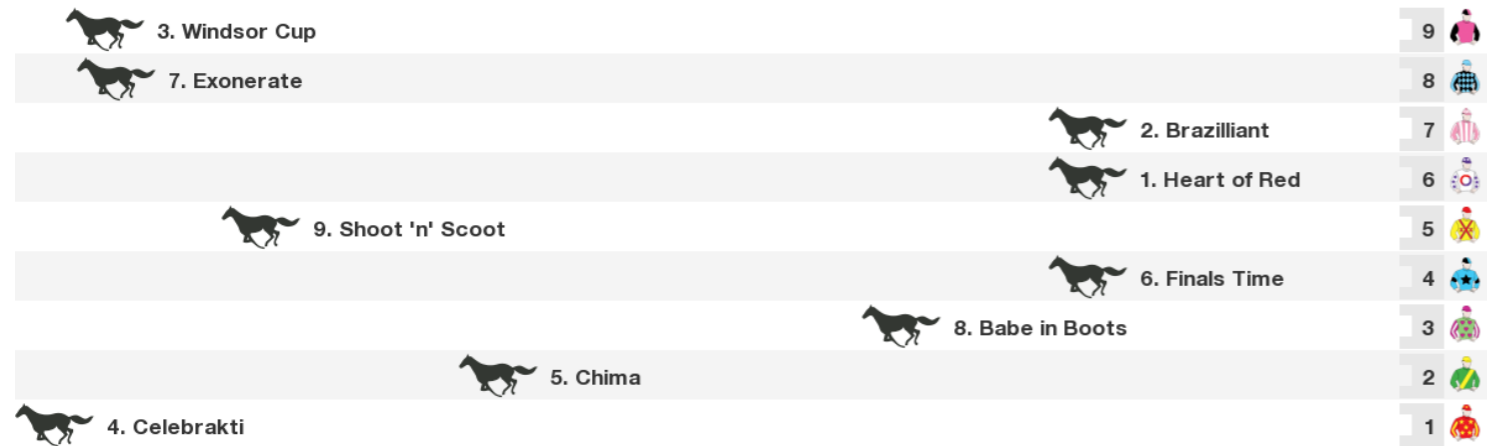 3. Windsor Cup 9
7. Exonerate 8
2. Brazilliant 7
1. Heart of Red 6
9. Shoot 'n' Scoot 5
6. Finals Time 4
8. Babe in Boots 3
5. Chima 2
4. Celebrakti 1